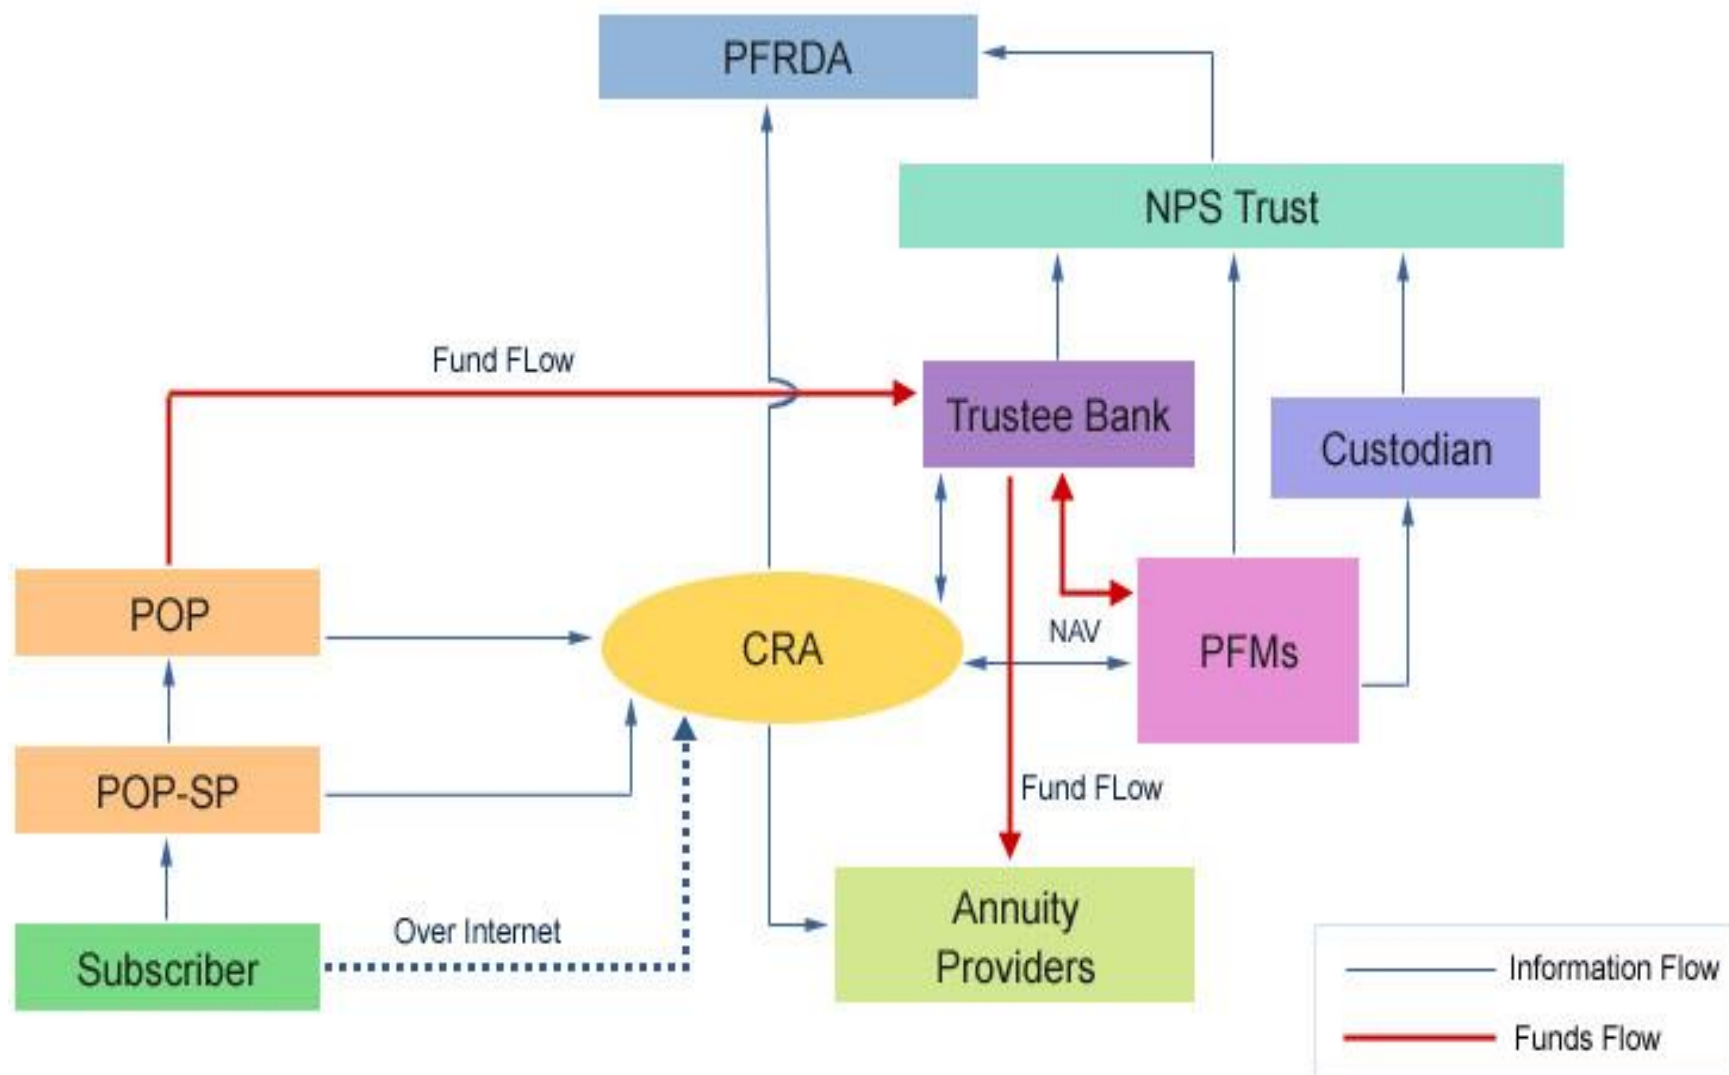 PFRDA
NPS Trust
Fund FLow
Trustee Bank
Custodian
POP
CRA
NAV
PFMs
POP-SP
Fund FLow
Over Internet
Subscriber
Annuity
Providers
Information Flow
Funds Flow